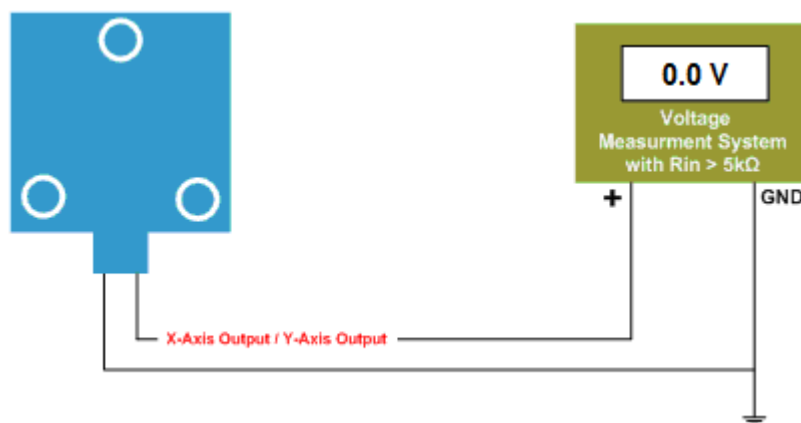 0.0 V
Voltage
Measurment System
with Rin > 5kΩ
+
GND
X-Axis Output / Y-Axis Output